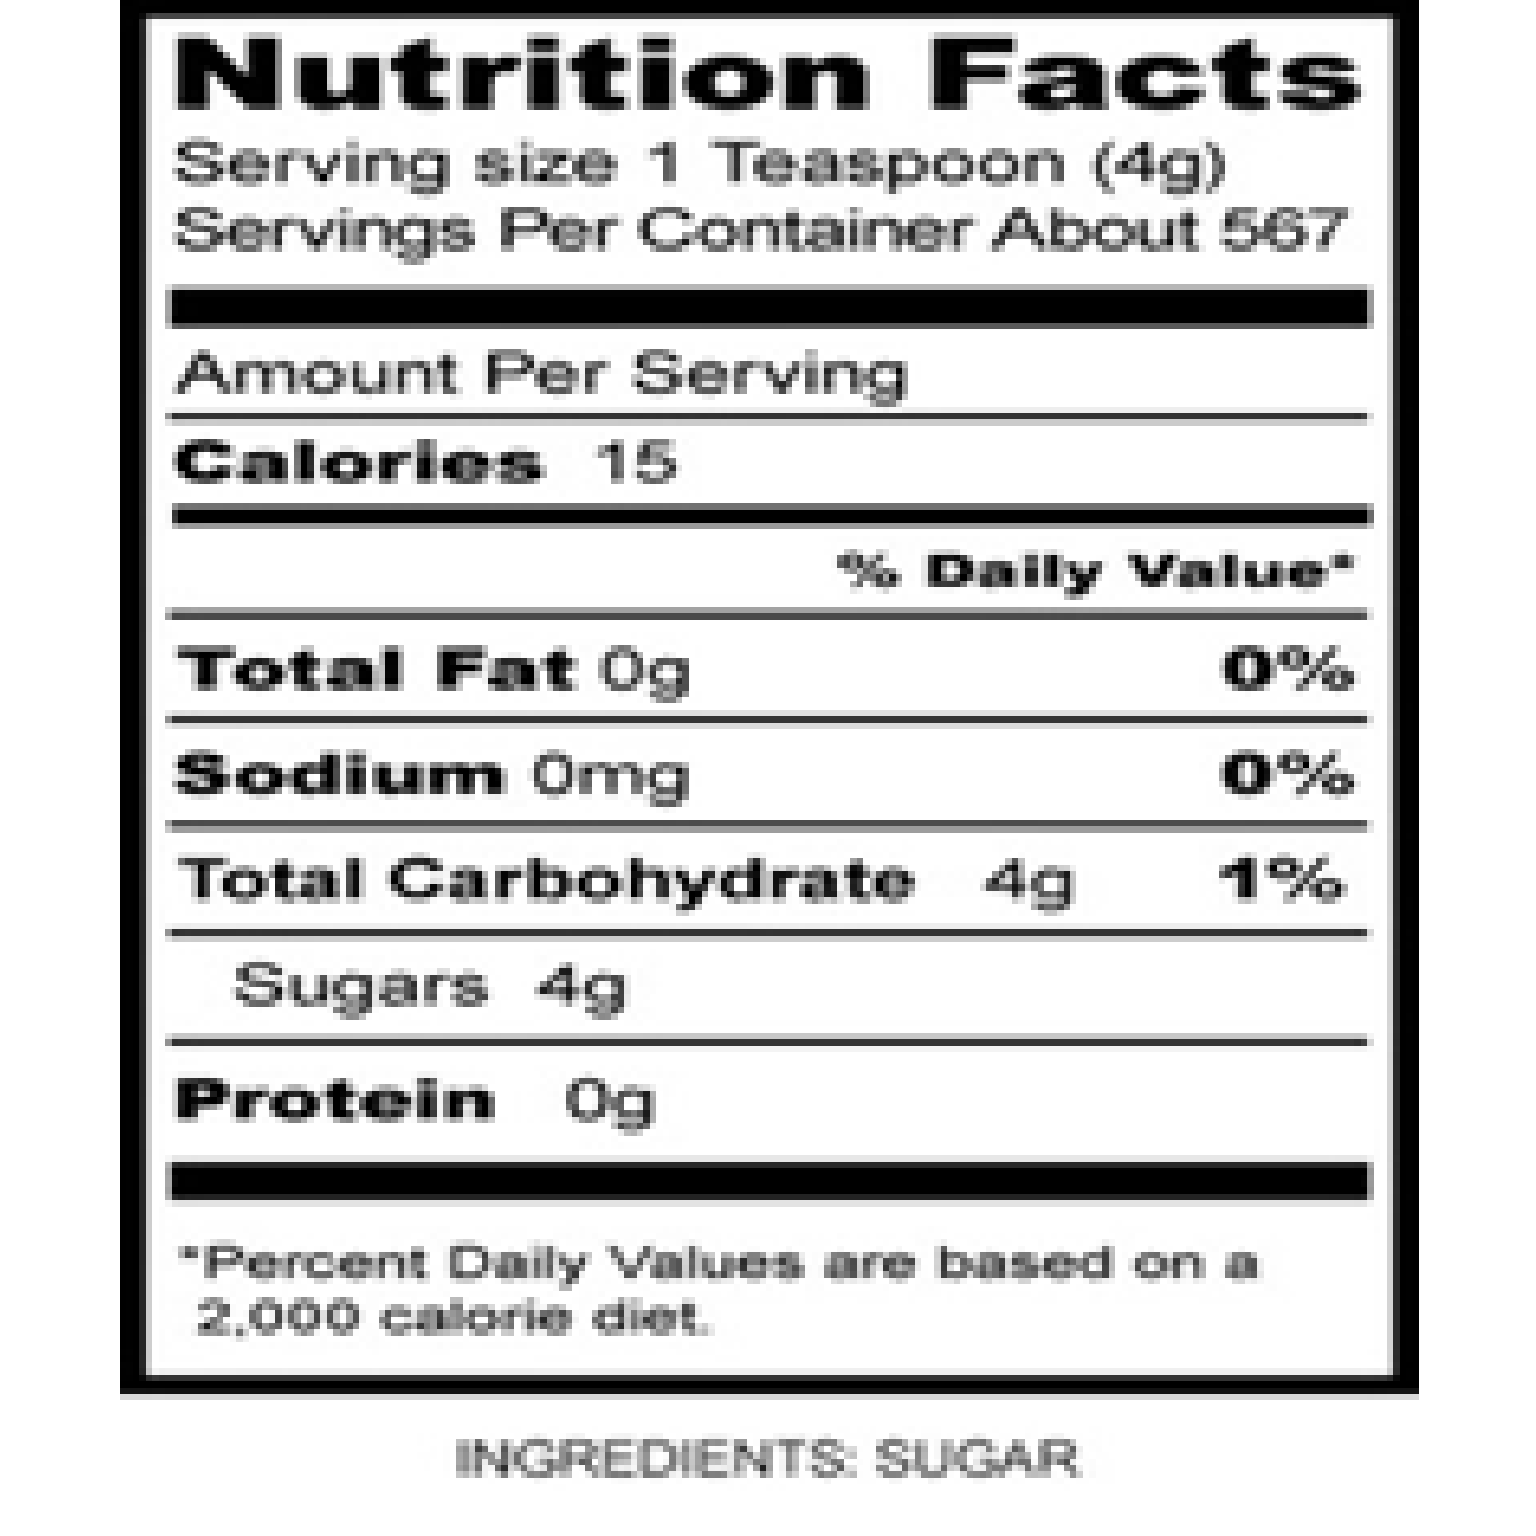 Nutrition Facts
Serving size 1 Teaspoon (4g)
Servings Per Container About 567
Amount Per Serving
Calories 15
% Daily Value*
Total Fat 0g 0%
Sodium 0mg 0%
Total Carbohydrate 4g 1%
Sugars 4g
Protein 0g
*Percent Daily Values are based on a
2,000 calorie diet.
INGREDIENTS: SUGAR